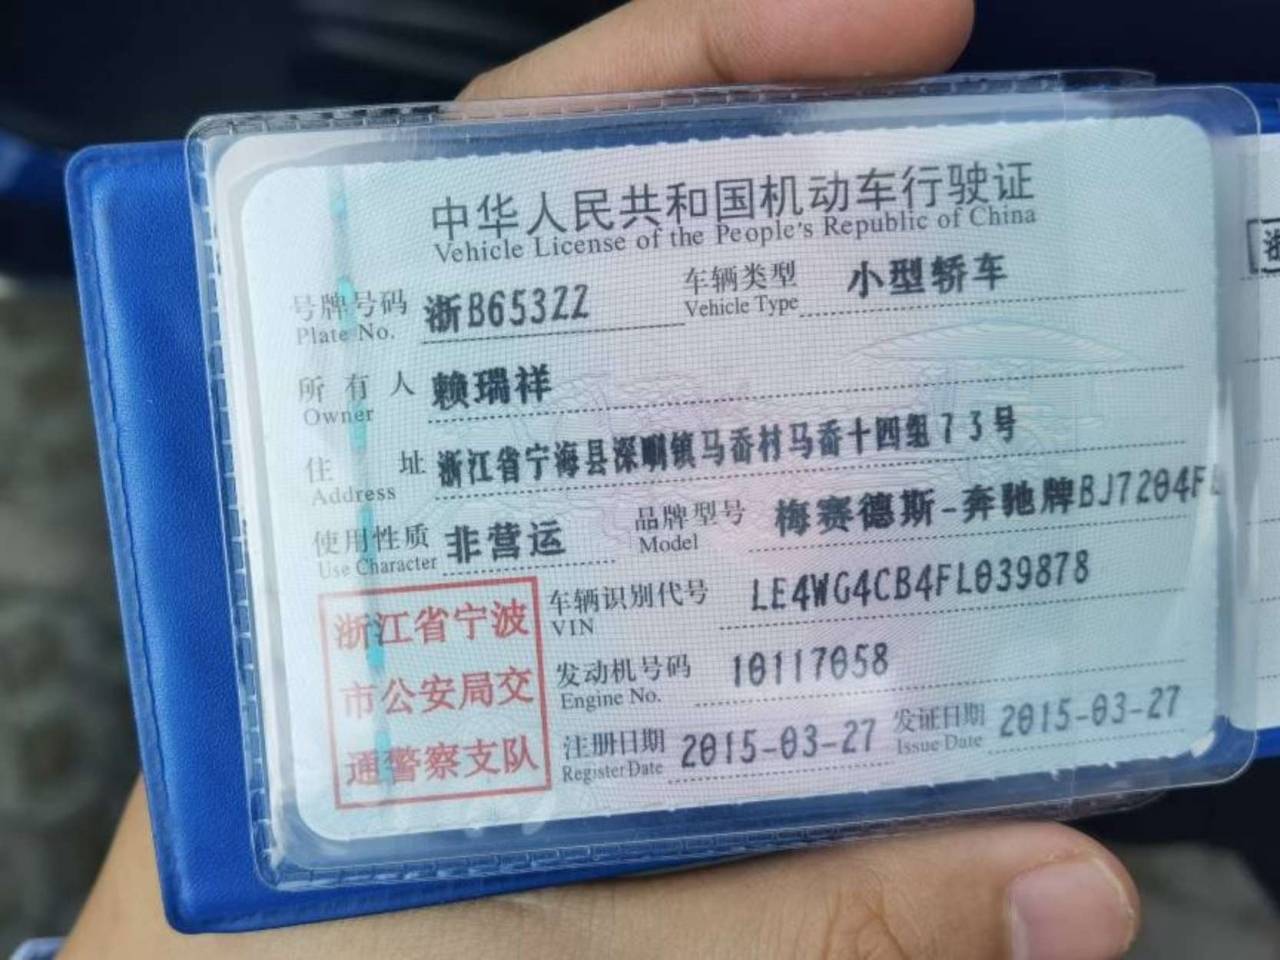 中华人民共和国机动车行驶证
Vehicle License of the People's Republic of China
号牌号码 浙B653ZZ 车辆类型 小型轿车
Plate No. Vehicle Type
所有人 赖瑞祥
Owner
住址 浙江省宁海县深甽镇马岙村马岙十四组73号
Address
使用性质 非营运 品牌型号 梅赛德斯-奔驰牌BJ7204F
Use Character Model
浙江省宁波
市公安局交
通警察支队
车辆识别代号 LE4WG4CB4FL039878
VIN
发动机号码 10117058
Engine No.
注册日期 2015-03-27 发证日期 2015-03-27
Register Date Issue Date